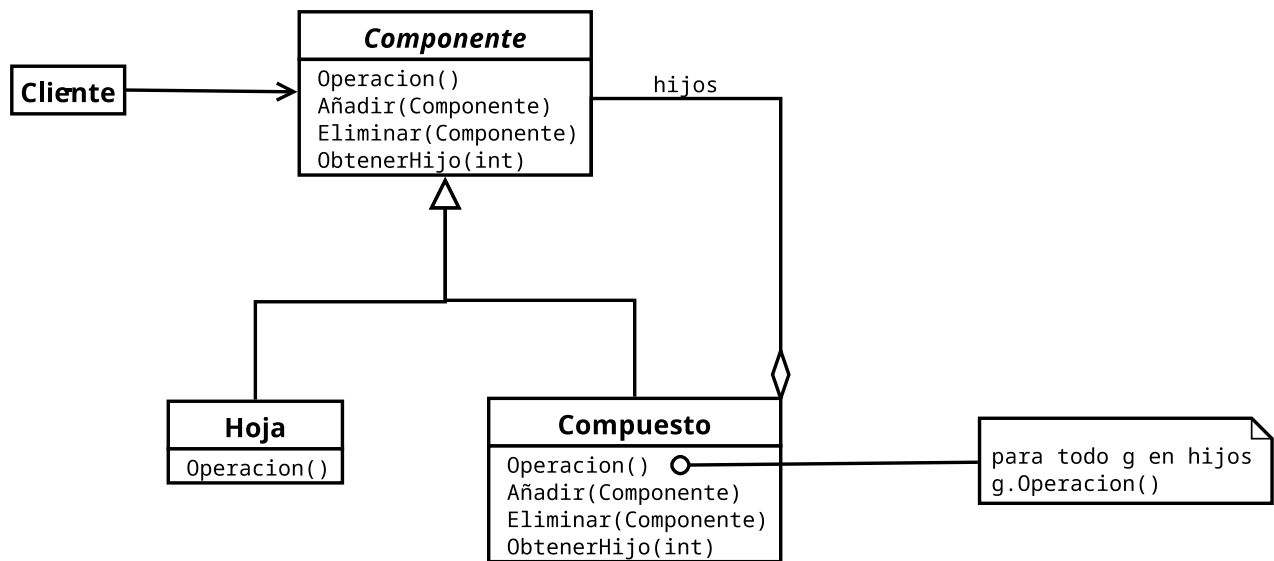 Componente
Operacion()
Añadir(Componente)
Eliminar(Componente)
ObtenerHijo(int)
Cliente
hijos
Hoja
Operacion()
Compuesto
Operacion()
Añadir(Componente)
Eliminar(Componente)
ObtenerHijo(int)
para todo g en hijos
g.Operacion()